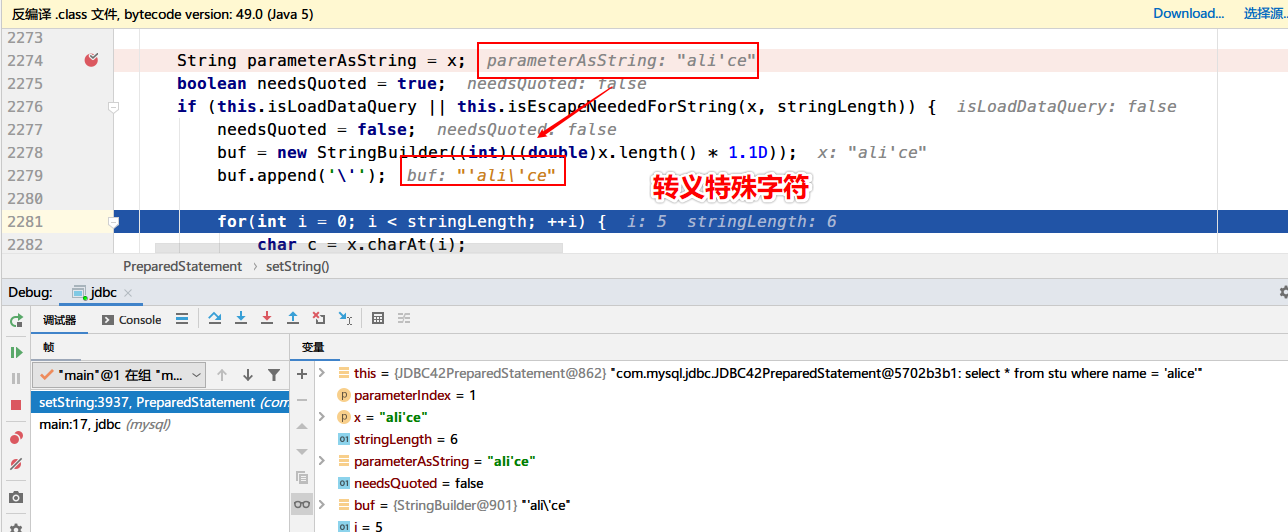 反编译 .class 文件, bytecode version: 49.0 (Java 5)
Download...
选择源...
2273
2274 String parameterAsString = x; parameterAsString: "ali'ce"
2275 boolean needsQuoted = true; needsQuoted: false
2276 if (this.isLoadDataQuery || this.isEscapeNeededForString(x, stringLength)) { isLoadDataQuery: false
2277 needsQuoted = false; needsQuoted: false
2278 buf = new StringBuilder((int)((double)x.length() * 1.1D)); x: "ali'ce"
2279 buf.append('\''); buf: "'ali\'ce"
转义特殊字符
2280
2281 for(int i = 0; i < stringLength; ++i) { i: 5 stringLength: 6
2282 char c = x.charAt(i);
PreparedStatement › setString()
Debug: jdbc ×
调试器 Console
帧
变量
"main"@1 在组 "m...
setString:3937, PreparedStatement (com
main:17, jdbc (mysql)
this = {JDBC42PreparedStatement@862} "com.mysql.jdbc.JDBC42PreparedStatement@5702b3b1: select * from stu where name = 'alice'"
parameterIndex = 1
x = "ali'ce"
stringLength = 6
parameterAsString = "ali'ce"
needsQuoted = false
buf = {StringBuilder@901} "'ali\'ce"
i = 5